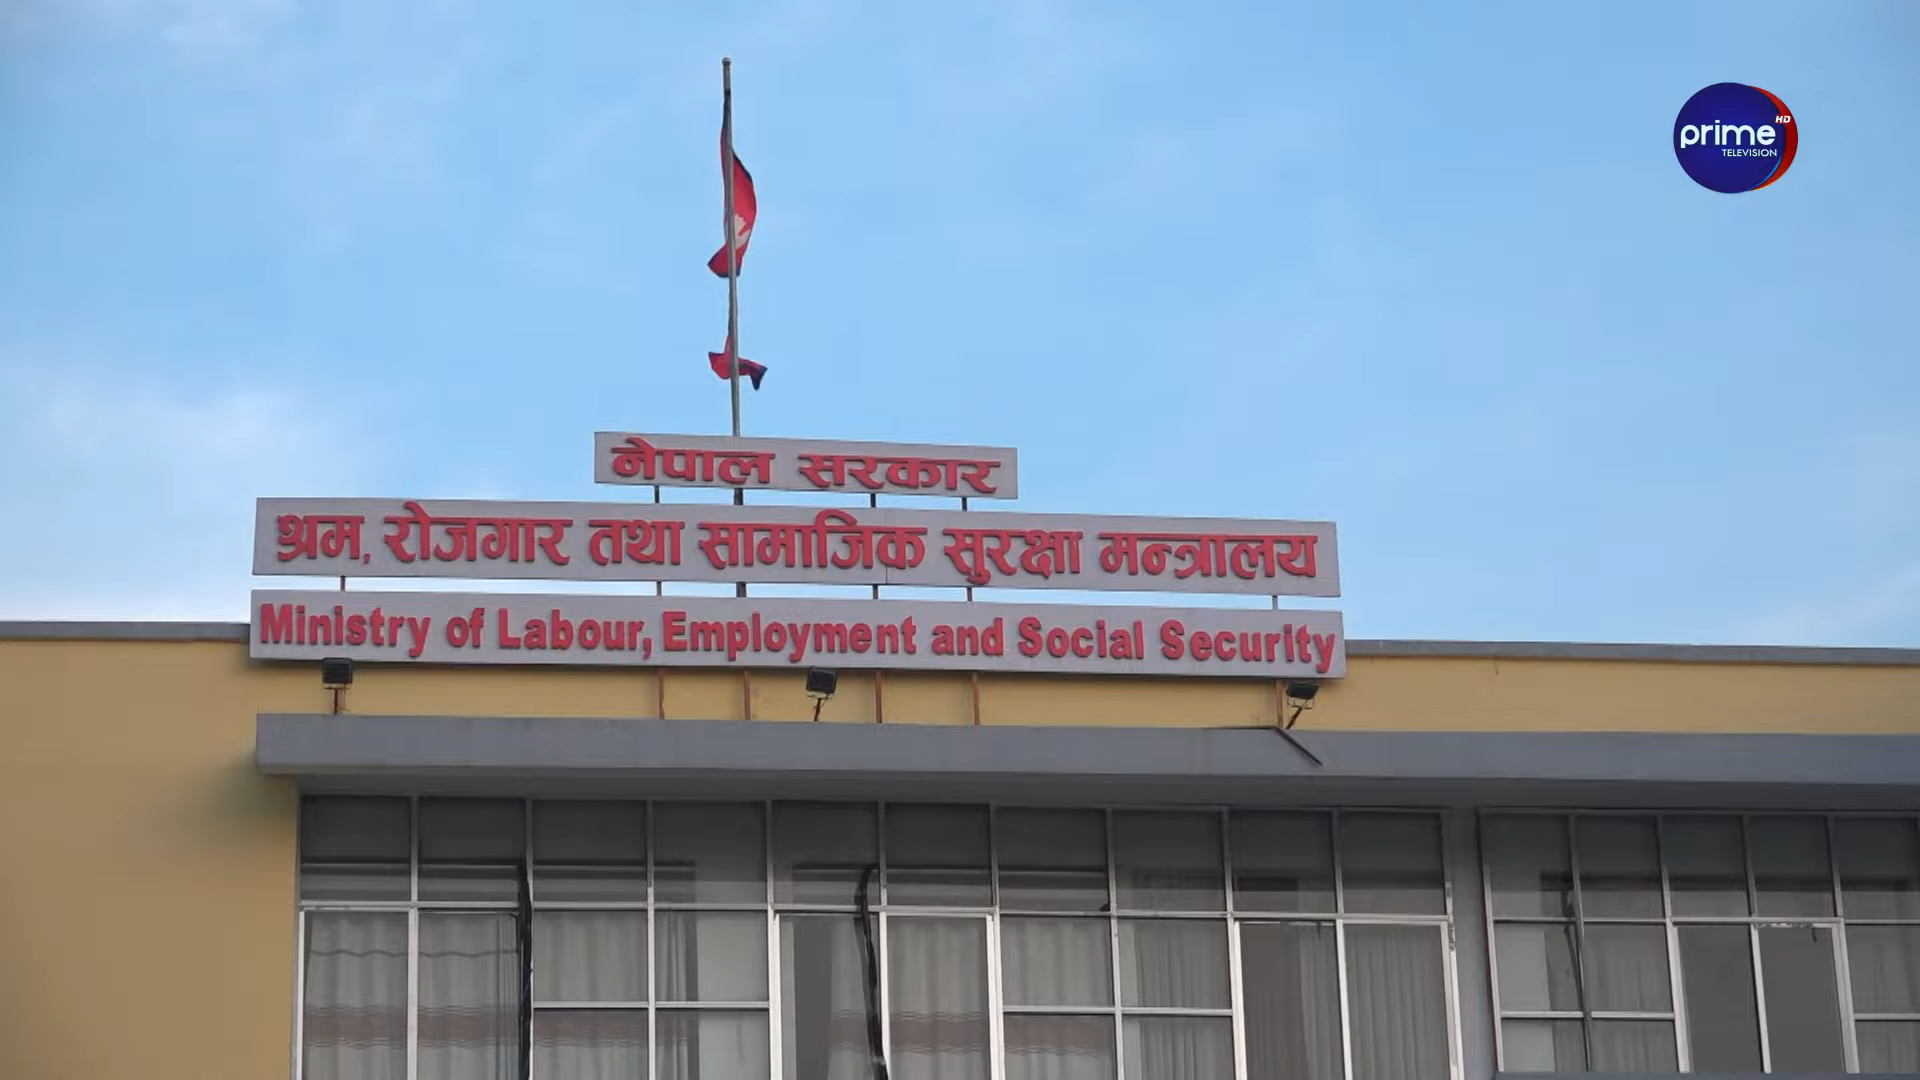 prime HD
TELEVISION
नेपाल सरकार
श्रम, रोजगार तथा सामाजिक सुरक्षा मन्त्रालय
Ministry of Labour, Employment and Social Security